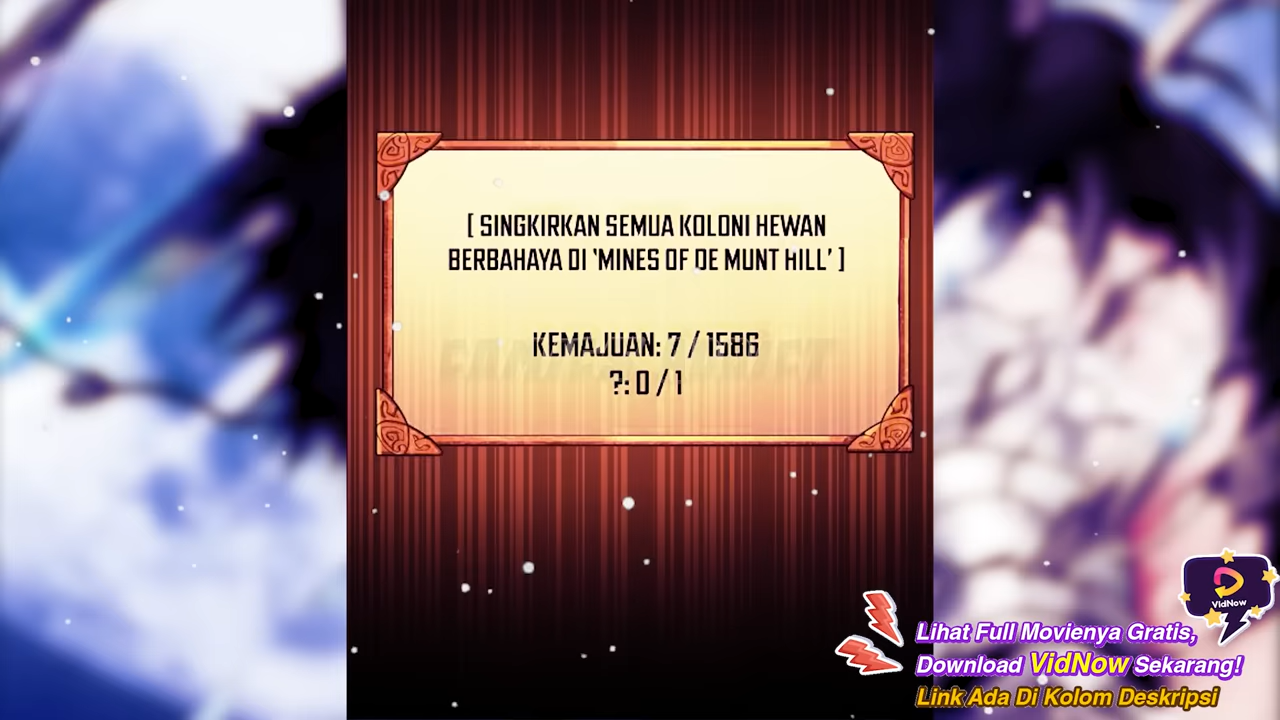 [ SINGKIRKAN SEMUA KOLONI HEWAN
BERBAHAYA DI ‘MINES OF DE MUNT HILL’ ]
KEMAJUAN: 7 / 1586
?: 0 / 1
VidNow
Lihat Full Movienya Gratis,
Download VidNow Sekarang!
Link Ada Di Kolom Deskripsi